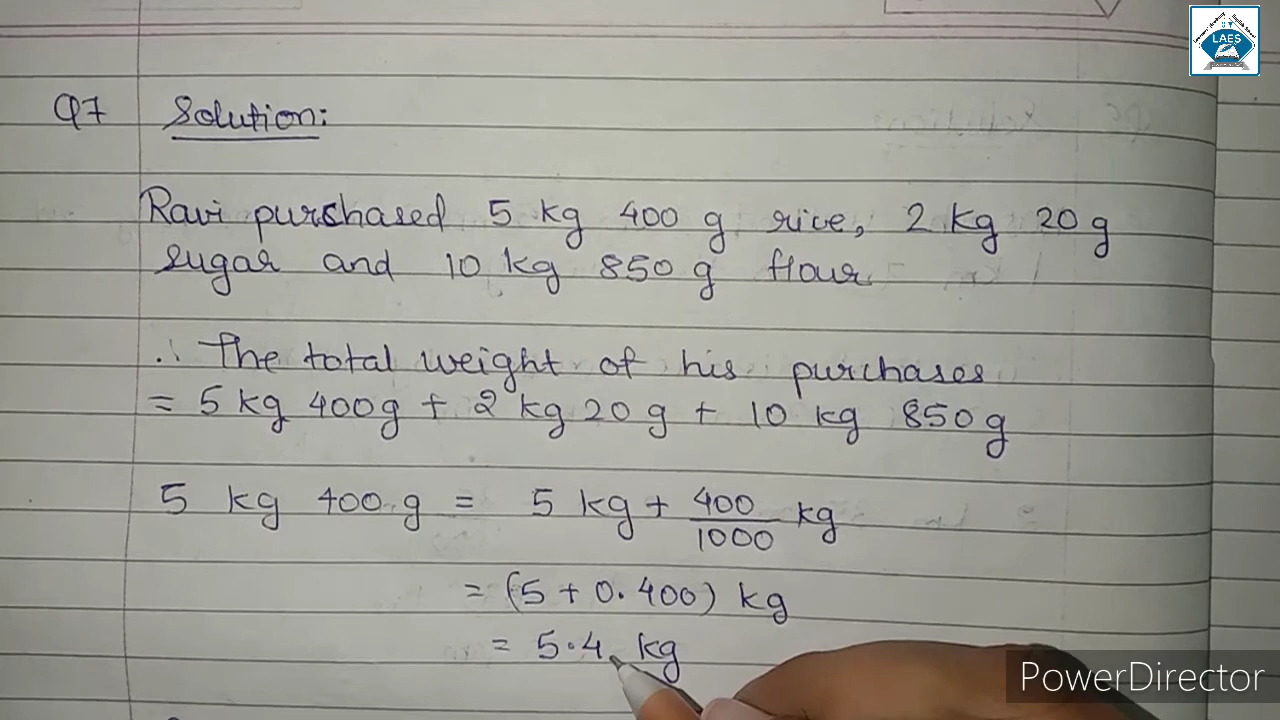 LAES
Q7 Solution:
Ravi purchased 5 kg 400 g rice, 2 kg 20 g
sugar and 10 kg 850 g flour
∴ The total weight of his purchases
= 5 kg 400 g + 2 kg 20 g + 10 kg 850 g
5 kg 400 g = 5 kg + 400/1000 kg
= (5 + 0.400) kg
= 5.4 kg
PowerDirector